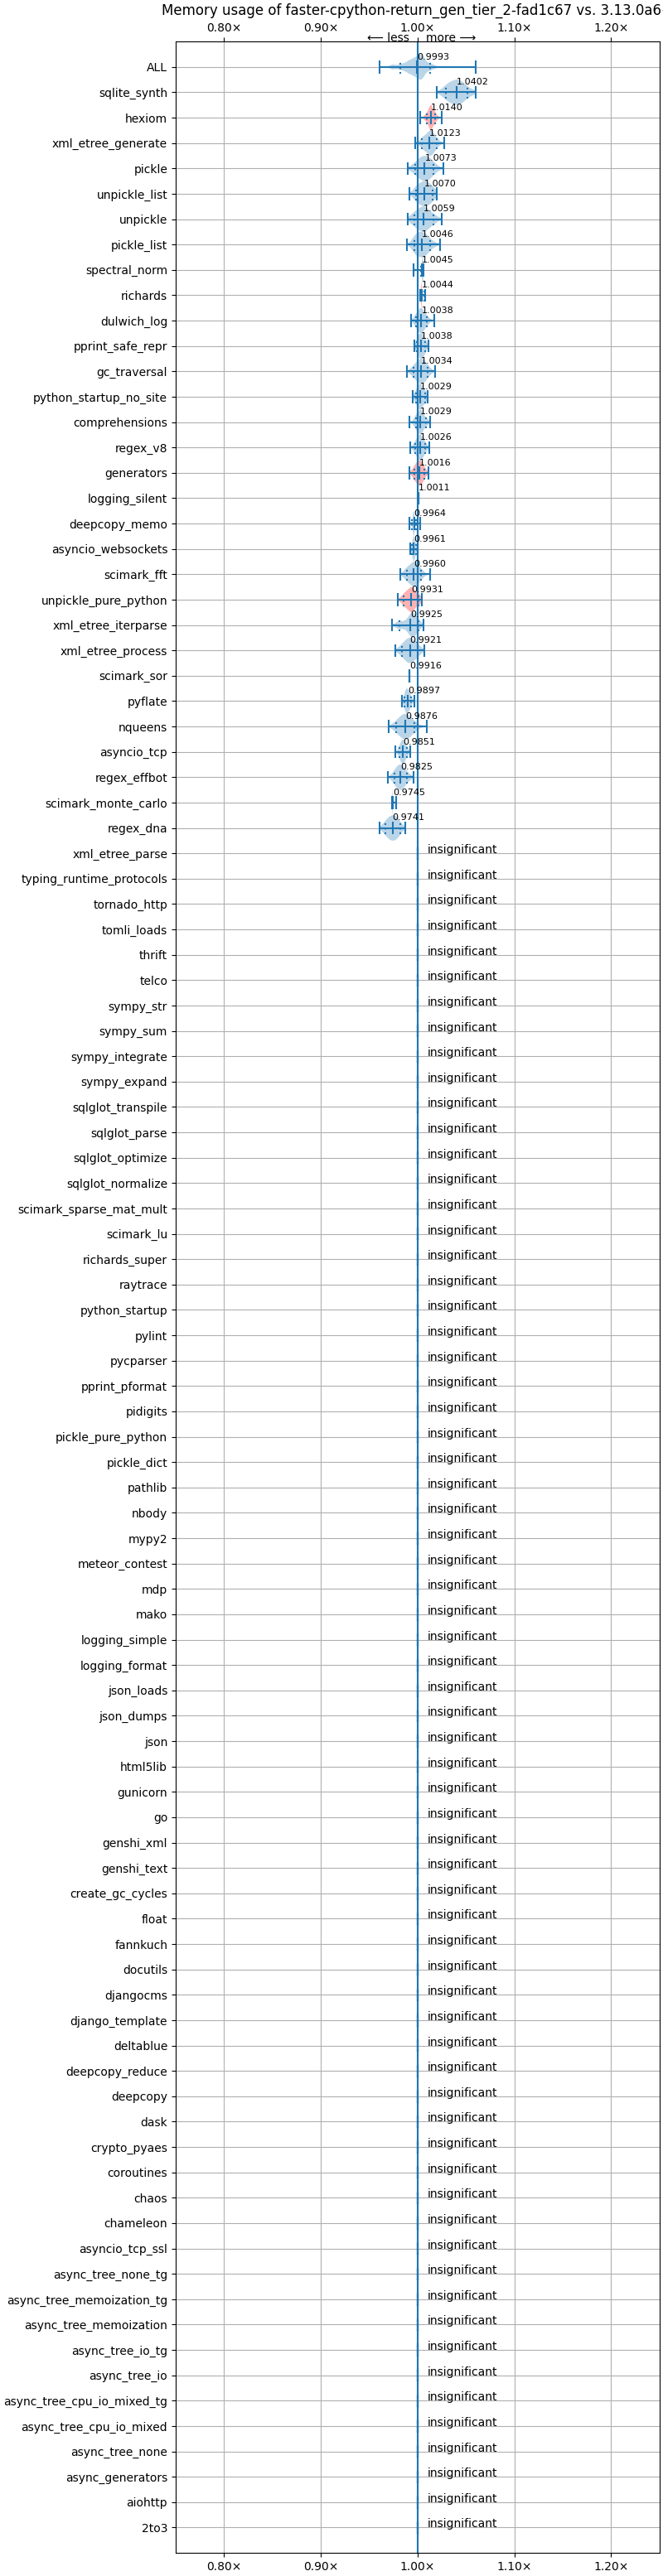 Memory usage of faster-cpython-return_gen_tier_2-fad1c67 vs. 3.13.0a6
0.80× 0.90× 1.00× 1.10× 1.20×
⟵ less more ⟶
ALL 0.9993
sqlite_synth 1.0402
hexiom 1.0140
xml_etree_generate 1.0123
pickle 1.0073
unpickle_list 1.0070
unpickle 1.0059
pickle_list 1.0046
spectral_norm 1.0045
richards 1.0044
dulwich_log 1.0038
pprint_safe_repr 1.0038
gc_traversal 1.0034
python_startup_no_site 1.0029
comprehensions 1.0029
regex_v8 1.0026
generators 1.0016
logging_silent 1.0011
deepcopy_memo 0.9964
asyncio_websockets 0.9961
scimark_fft 0.9960
unpickle_pure_python 0.9931
xml_etree_iterparse 0.9925
xml_etree_process 0.9921
scimark_sor 0.9916
pyflate 0.9897
nqueens 0.9876
asyncio_tcp 0.9851
regex_effbot 0.9825
scimark_monte_carlo 0.9745
regex_dna 0.9741
xml_etree_parse insignificant
typing_runtime_protocols insignificant
tornado_http insignificant
tomli_loads insignificant
thrift insignificant
telco insignificant
sympy_str insignificant
sympy_sum insignificant
sympy_integrate insignificant
sympy_expand insignificant
sqlglot_transpile insignificant
sqlglot_parse insignificant
sqlglot_optimize insignificant
sqlglot_normalize insignificant
scimark_sparse_mat_mult insignificant
scimark_lu insignificant
richards_super insignificant
raytrace insignificant
python_startup insignificant
pylint insignificant
pycparser insignificant
pprint_pformat insignificant
pidigits insignificant
pickle_pure_python insignificant
pickle_dict insignificant
pathlib insignificant
nbody insignificant
mypy2 insignificant
meteor_contest insignificant
mdp insignificant
mako insignificant
logging_simple insignificant
logging_format insignificant
json_loads insignificant
json_dumps insignificant
json insignificant
html5lib insignificant
gunicorn insignificant
go insignificant
genshi_xml insignificant
genshi_text insignificant
create_gc_cycles insignificant
float insignificant
fannkuch insignificant
docutils insignificant
djangocms insignificant
django_template insignificant
deltablue insignificant
deepcopy_reduce insignificant
deepcopy insignificant
dask insignificant
crypto_pyaes insignificant
coroutines insignificant
chaos insignificant
chameleon insignificant
asyncio_tcp_ssl insignificant
async_tree_none_tg insignificant
async_tree_memoization_tg insignificant
async_tree_memoization insignificant
async_tree_io_tg insignificant
async_tree_io insignificant
async_tree_cpu_io_mixed_tg insignificant
async_tree_cpu_io_mixed insignificant
async_tree_none insignificant
async_generators insignificant
aiohttp insignificant
2to3 insignificant
0.80× 0.90× 1.00× 1.10× 1.20×